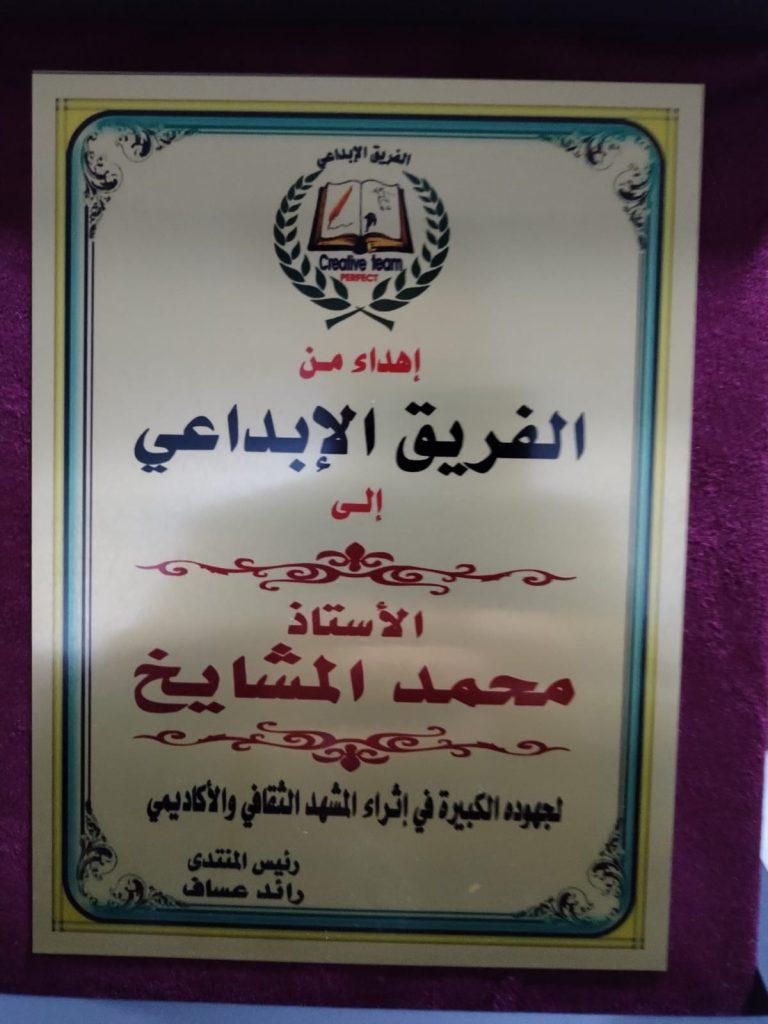 الفريق الإبداعي
Creative team
PERFECT
إهداء من
الفريق الإبداعي
إلى
الأستاذ
محمد المشايخ
لجهوده الكبيرة في إثراء المشهد الثقافي والأكاديمي
رئيس المنتدى
رائد عساف